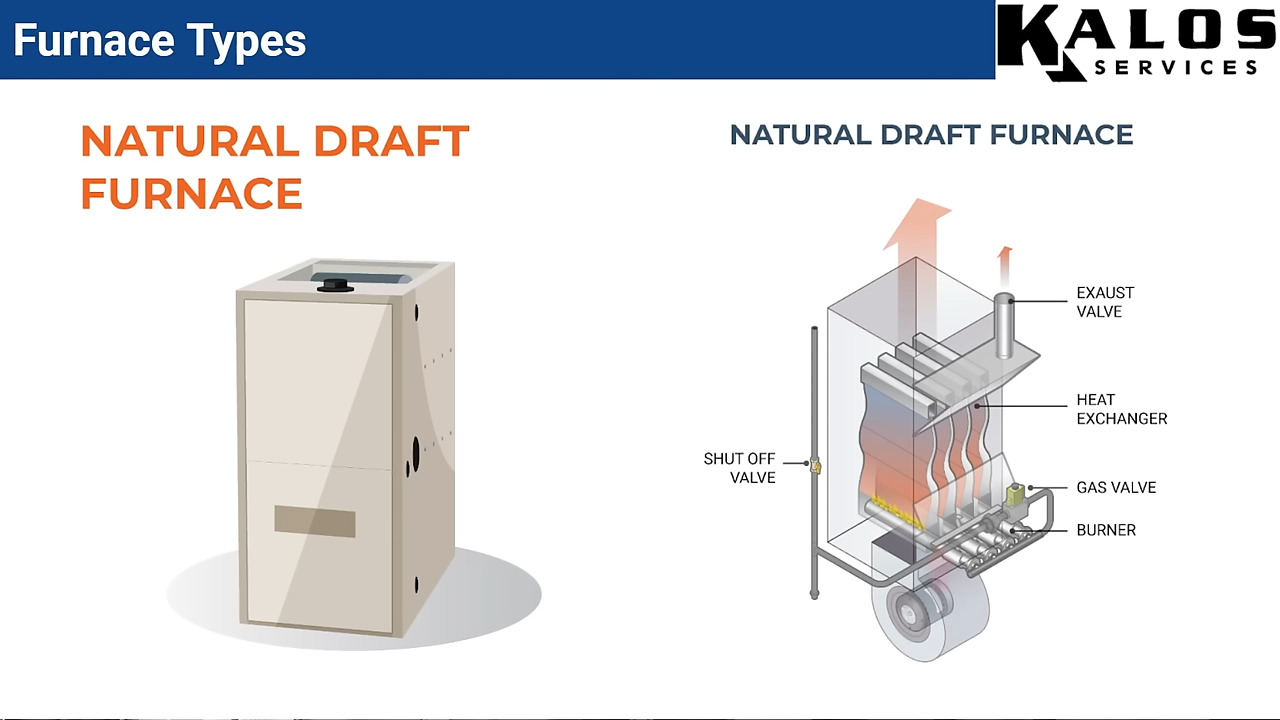 Furnace Types
KALOS
SERVICES
NATURAL DRAFT
FURNACE
NATURAL DRAFT FURNACE
EXAUST
VALVE
HEAT
EXCHANGER
SHUT OFF
VALVE
GAS VALVE
BURNER